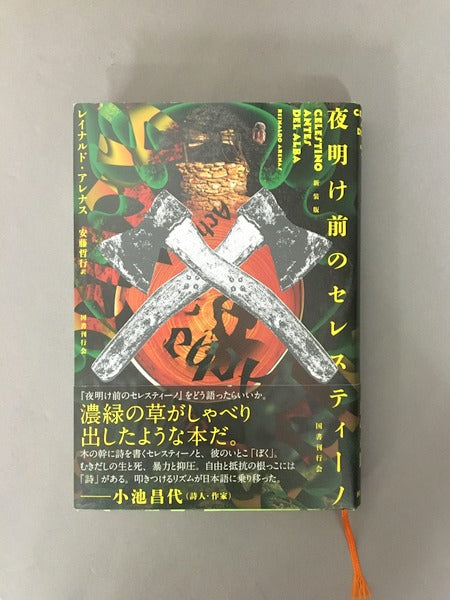 夜明け前のセレスティーノ
新装版
CELESTINO
ANTES
DEL ALBA
REINALDO ARENAS
レイナルド・アレナス
安藤哲行 訳
国書刊行会
Ach
『夜明け前のセレスティーノ』をどう語ったらいいか。
濃緑の草がしゃべり
出したような本だ。
木の幹に詩を書くセレスティーノと、彼のいとこ「ぼく」。
むきだしの生と死、暴力と抑圧。自由と抵抗の根っこには
「詩」がある。叩きつけるリズムが日本語に乗り移った。
——小池昌代（詩人・作家）
国書刊行会